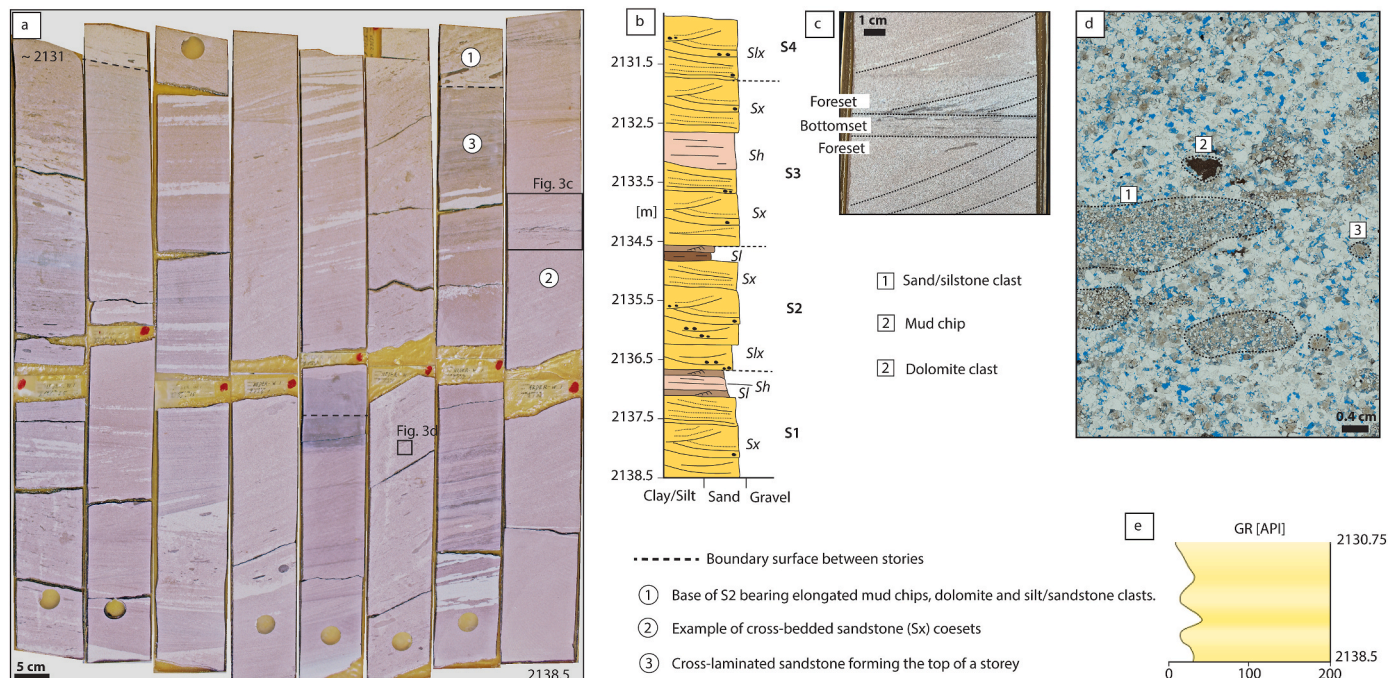 a
~ 2131
1
3
Fig. 3c
2
Fig. 3d
5 cm
2138.5
b
2131.5
2132.5
2133.5
[m]
2134.5
2135.5
2136.5
2137.5
2138.5
Slx
S4
Sx
Sh
S3
Sx
Sl
Sx
S2
Slx
Sh
Sl
S1
Sx
Clay/Silt
Sand
Gravel
c
1 cm
Foreset
Bottomset
Foreset
1 Sand/silstone clast
2 Mud chip
2 Dolomite clast
d
2
1
3
0.4 cm
Boundary surface between stories
1 Base of S2 bearing elongated mud chips, dolomite and silt/sandstone clasts.
2 Example of cross-bedded sandstone (Sx) coesets
3 Cross-laminated sandstone forming the top of a storey
e
GR [API]
2130.75
2138.5
0 100 200